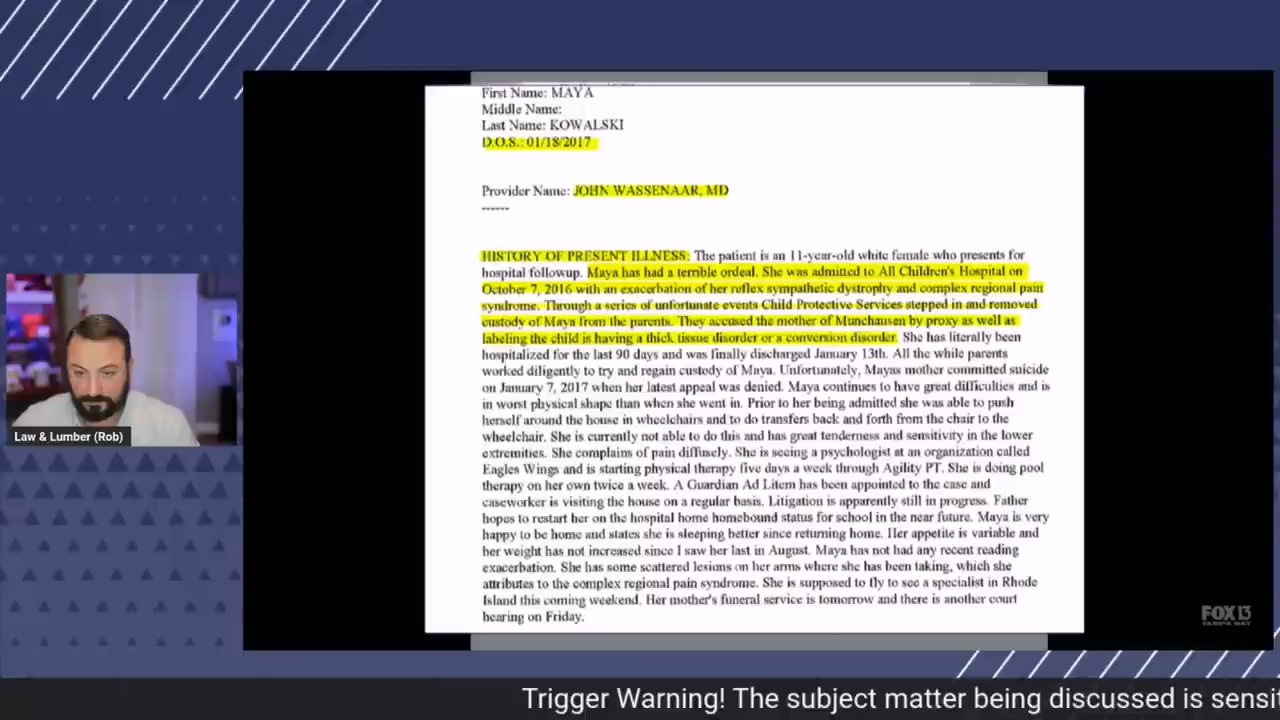 First Name: MAYA
Middle Name:
Last Name: KOWALSKI
D.O.S.: 01/18/2017
Provider Name: JOHN WASSENAAR, MD
------
HISTORY OF PRESENT ILLNESS: The patient is an 11-year-old white female who presents for
hospital followup. Maya has had a terrible ordeal. She was admitted to All Children's Hospital on
October 7, 2016 with an exacerbation of her reflex sympathetic dystrophy and complex regional pain
syndrome. Through a series of unfortunate events Child Protective Services stepped in and removed
custody of Maya from the parents. They accused the mother of Munchausen by proxy as well as
labeling the child is having a thick tissue disorder or a conversion disorder. She has literally been
hospitalized for the last 90 days and was finally discharged January 13th. All the while parents
worked diligently to try and regain custody of Maya. Unfortunately, Mayas mother committed suicide
on January 7, 2017 when her latest appeal was denied. Maya continues to have great difficulties and is
in worst physical shape than when she went in. Prior to her being admitted she was able to push
herself around the house in wheelchairs and to do transfers back and forth from the chair to the
wheelchair. She is currently not able to do this and has great tenderness and sensitivity in the lower
extremities. She complains of pain diffusely. She is seeing a psychologist at an organization called
Eagles Wings and is starting physical therapy five days a week through Agility PT. She is doing pool
therapy on her own twice a week. A Guardian Ad Litem has been appointed to the case and
caseworker is visiting the house on a regular basis. Litigation is apparently still in progress. Father
hopes to restart her on the hospital home homebound status for school in the near future. Maya is very
happy to be home and states she is sleeping better since returning home. Her appetite is variable and
her weight has not increased since I saw her last in August. Maya has not had any recent reading
exacerbation. She has some scattered lesions on her arms where she has been taking, which she
attributes to the complex regional pain syndrome. She is supposed to fly to see a specialist in Rhode
Island this coming weekend. Her mother's funeral service is tomorrow and there is another court
hearing on Friday.
Law & Lumber (Rob)
FOX 13
TAMPA BAY
Trigger Warning! The subject matter being discussed is sensi